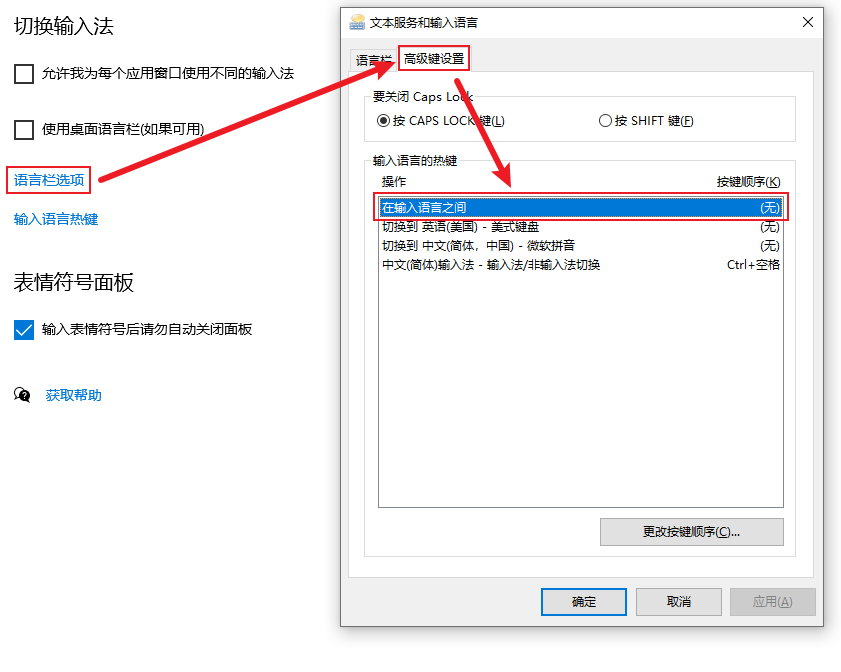 切换输入法
允许我为每个应用窗口使用不同的输入法
使用桌面语言栏(如果可用)
语言栏选项
输入语言热键
表情符号面板
输入表情符号后请勿自动关闭面板
获取帮助
文本服务和输入语言
语言栏 高级键设置
要关闭 Caps Lock
按 CAPS LOCK 键(L) 按 SHIFT 键(F)
输入语言的热键
操作 按键顺序(K)
在输入语言之间 (无)
切换到 英语(美国) - 美式键盘 (无)
切换到 中文(简体，中国) - 微软拼音 (无)
中文(简体)输入法 - 输入法/非输入法切换 Ctrl+空格
更改按键顺序(C)...
确定 取消 应用(A)